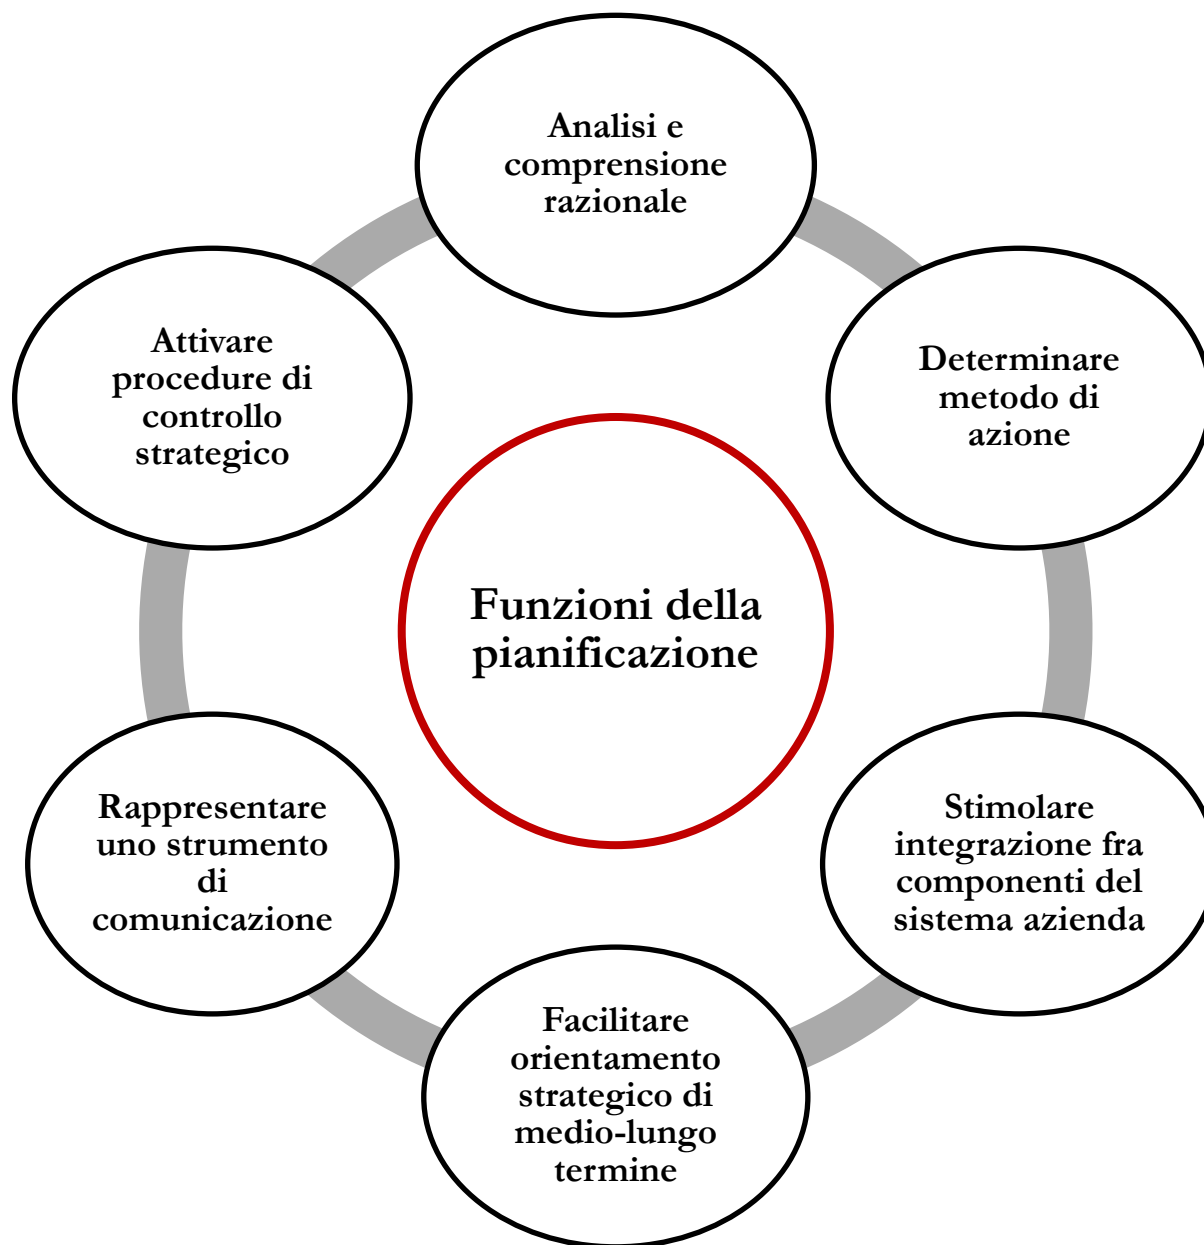 Analisi e
comprensione
razionale
Determinare
metodo di
azione
Stimolare
integrazione fra
componenti del
sistema azienda
Facilitare
orientamento
strategico di
medio-lungo
termine
Rappresentare
uno strumento
di
comunicazione
Attivare
procedure di
controllo
strategico
Funzioni della
pianificazione